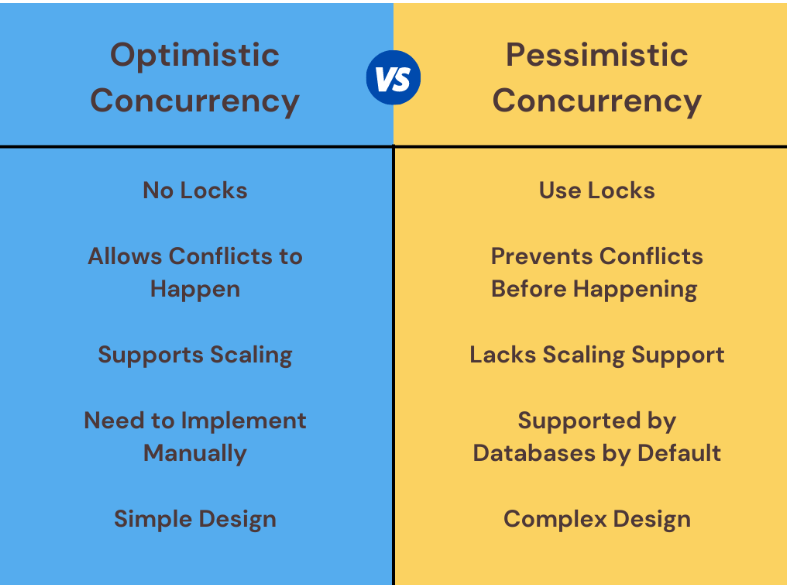 Optimistic
Concurrency
VS
Pessimistic
Concurrency
No Locks
Use Locks
Allows Conflicts to
Happen
Prevents Conflicts
Before Happening
Supports Scaling
Lacks Scaling Support
Need to Implement
Manually
Supported by
Databases by Default
Simple Design
Complex Design